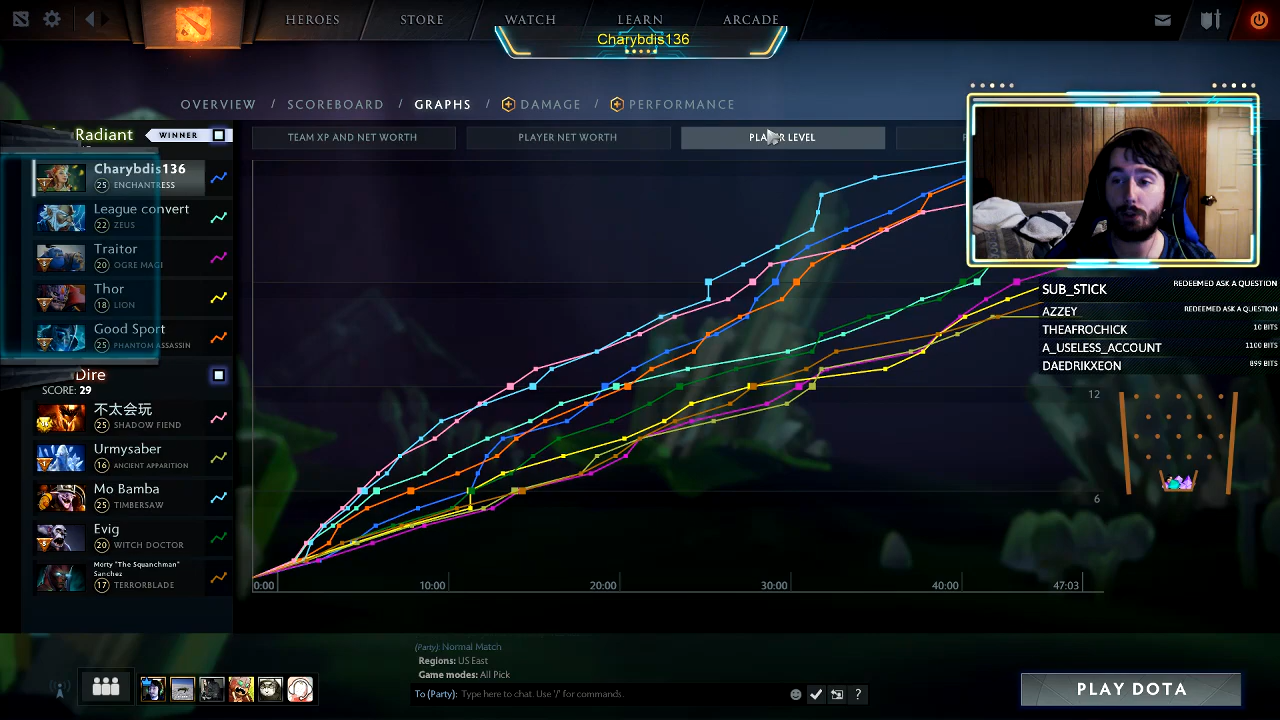 HEROES STORE WATCH LEARN ARCADE
Charybdis136
OVERVIEW / SCOREBOARD / GRAPHS / DAMAGE / PERFORMANCE
TEAM XP AND NET WORTH PLAYER NET WORTH PLAYER LEVEL
Radiant WINNER
Charybdis136
25 ENCHANTRESS
League convert
22 ZEUS
Traitor
20 OGRE MAGI
Thor
18 LION
Good Sport
25 PHANTOM ASSASSIN
Dire
SCORE: 29
不太会玩
25 SHADOW FIEND
Urmysaber
16 ANCIENT APPARITION
Mo Bamba
25 TIMBERSAW
Evig
20 WITCH DOCTOR
Morty "The Squanchman"
Sanchez
17 TERRORBLADE
12
6
0:00 10:00 20:00 30:00 40:00 47:03
SUB_STICK REDEEMED ASK A QUESTION
AZZEY REDEEMED ASK A QUESTION
THEAFROCHICK 10 BITS
A_USELESS_ACCOUNT 1100 BITS
DAEDRIKXEON 899 BITS
(Party): Normal Match
Regions: US East
Game modes: All Pick
To (Party): Type here to chat. Use '/' for commands.
?
PLAY DOTA